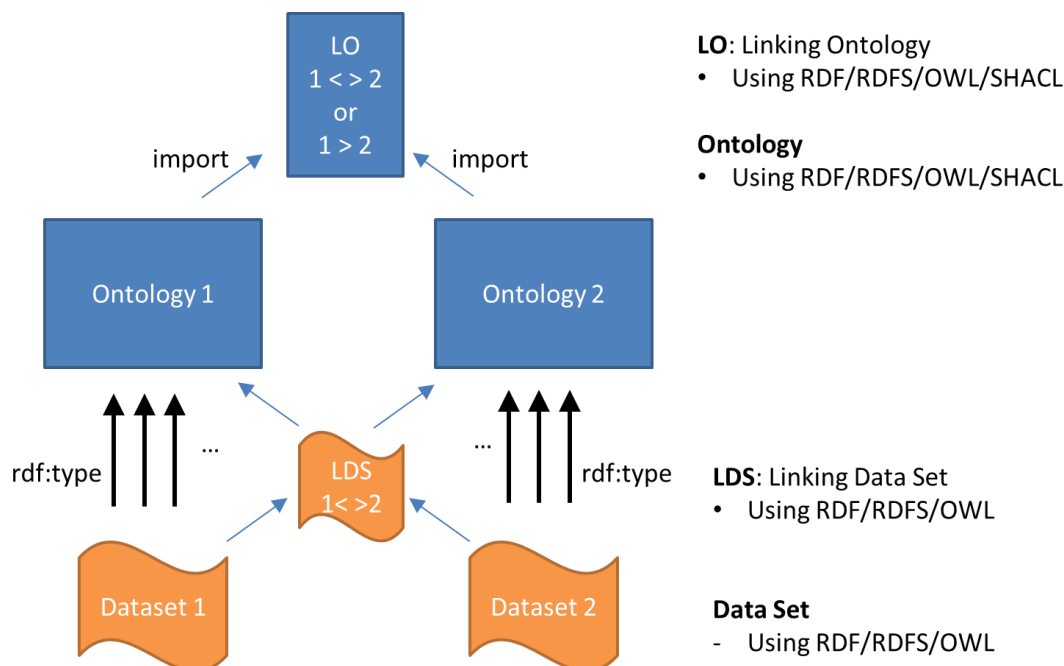 LO
1 < > 2
or
1 > 2
import
import
Ontology 1
Ontology 2
rdf:type
...
...
rdf:type
LDS
1< >2
Dataset 1
Dataset 2
LO: Linking Ontology
• Using RDF/RDFS/OWL/SHACL
Ontology
• Using RDF/RDFS/OWL/SHACL
LDS: Linking Data Set
• Using RDF/RDFS/OWL
Data Set
- Using RDF/RDFS/OWL